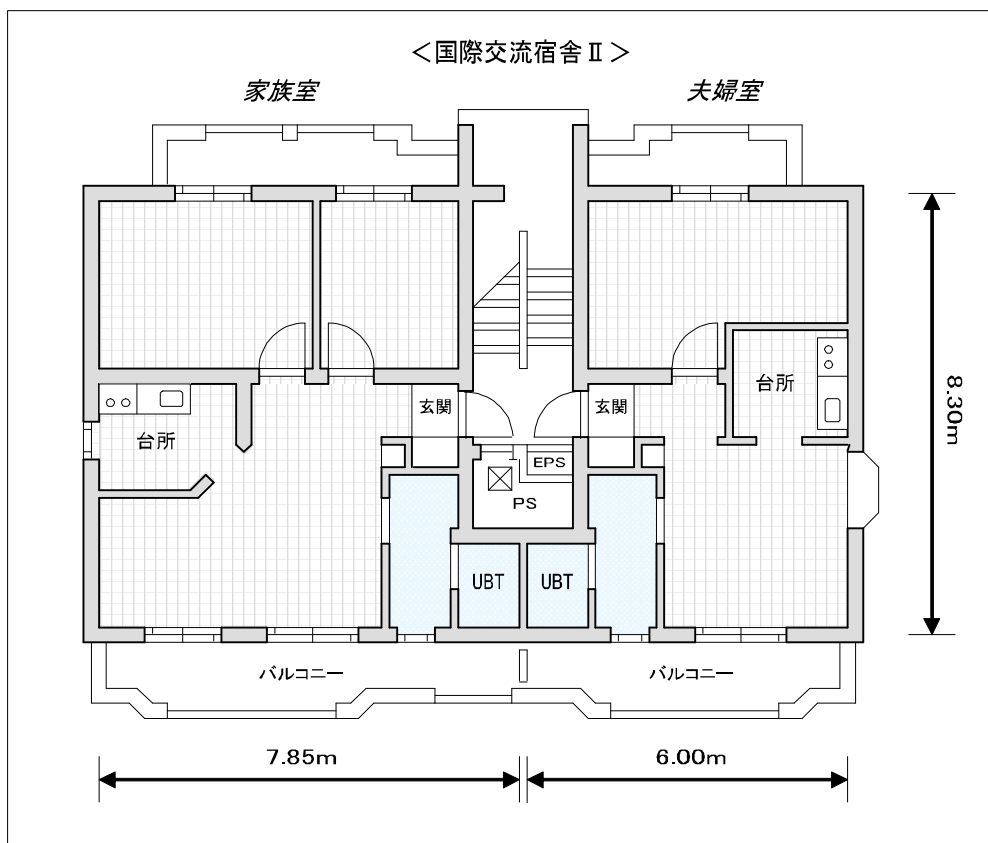 ＜国際交流宿舎Ⅱ＞
家族室
夫婦室
台所
玄関
玄関
台所
EPS
PS
UBT
UBT
8.30m
バルコニー
バルコニー
7.85m
6.00m